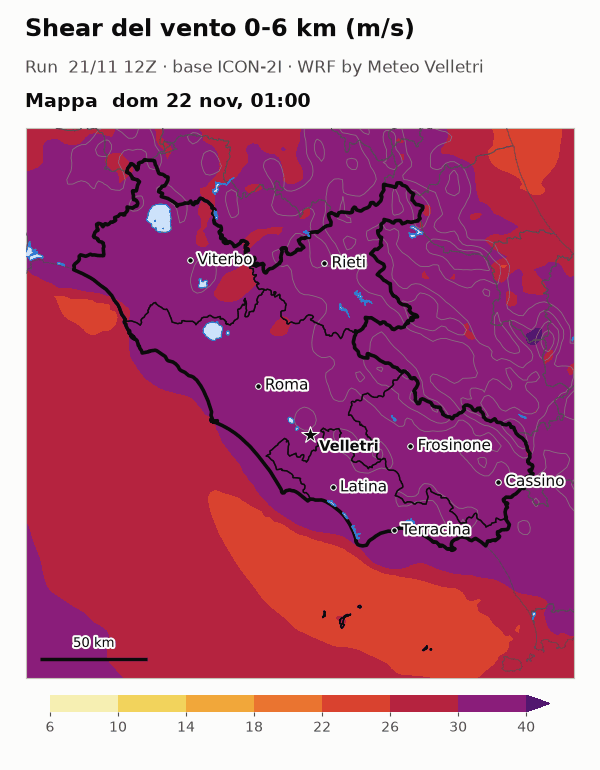 Shear del vento 0-6 km (m/s)
Run  21/11 12Z · base ICON-2I · WRF by Meteo Velletri
Mappa  dom 22 nov, 01:00
Viterbo
Rieti
Roma
Velletri
Frosinone
Cassino
Latina
Terracina
50 km
6 10 14 18 22 26 30 40